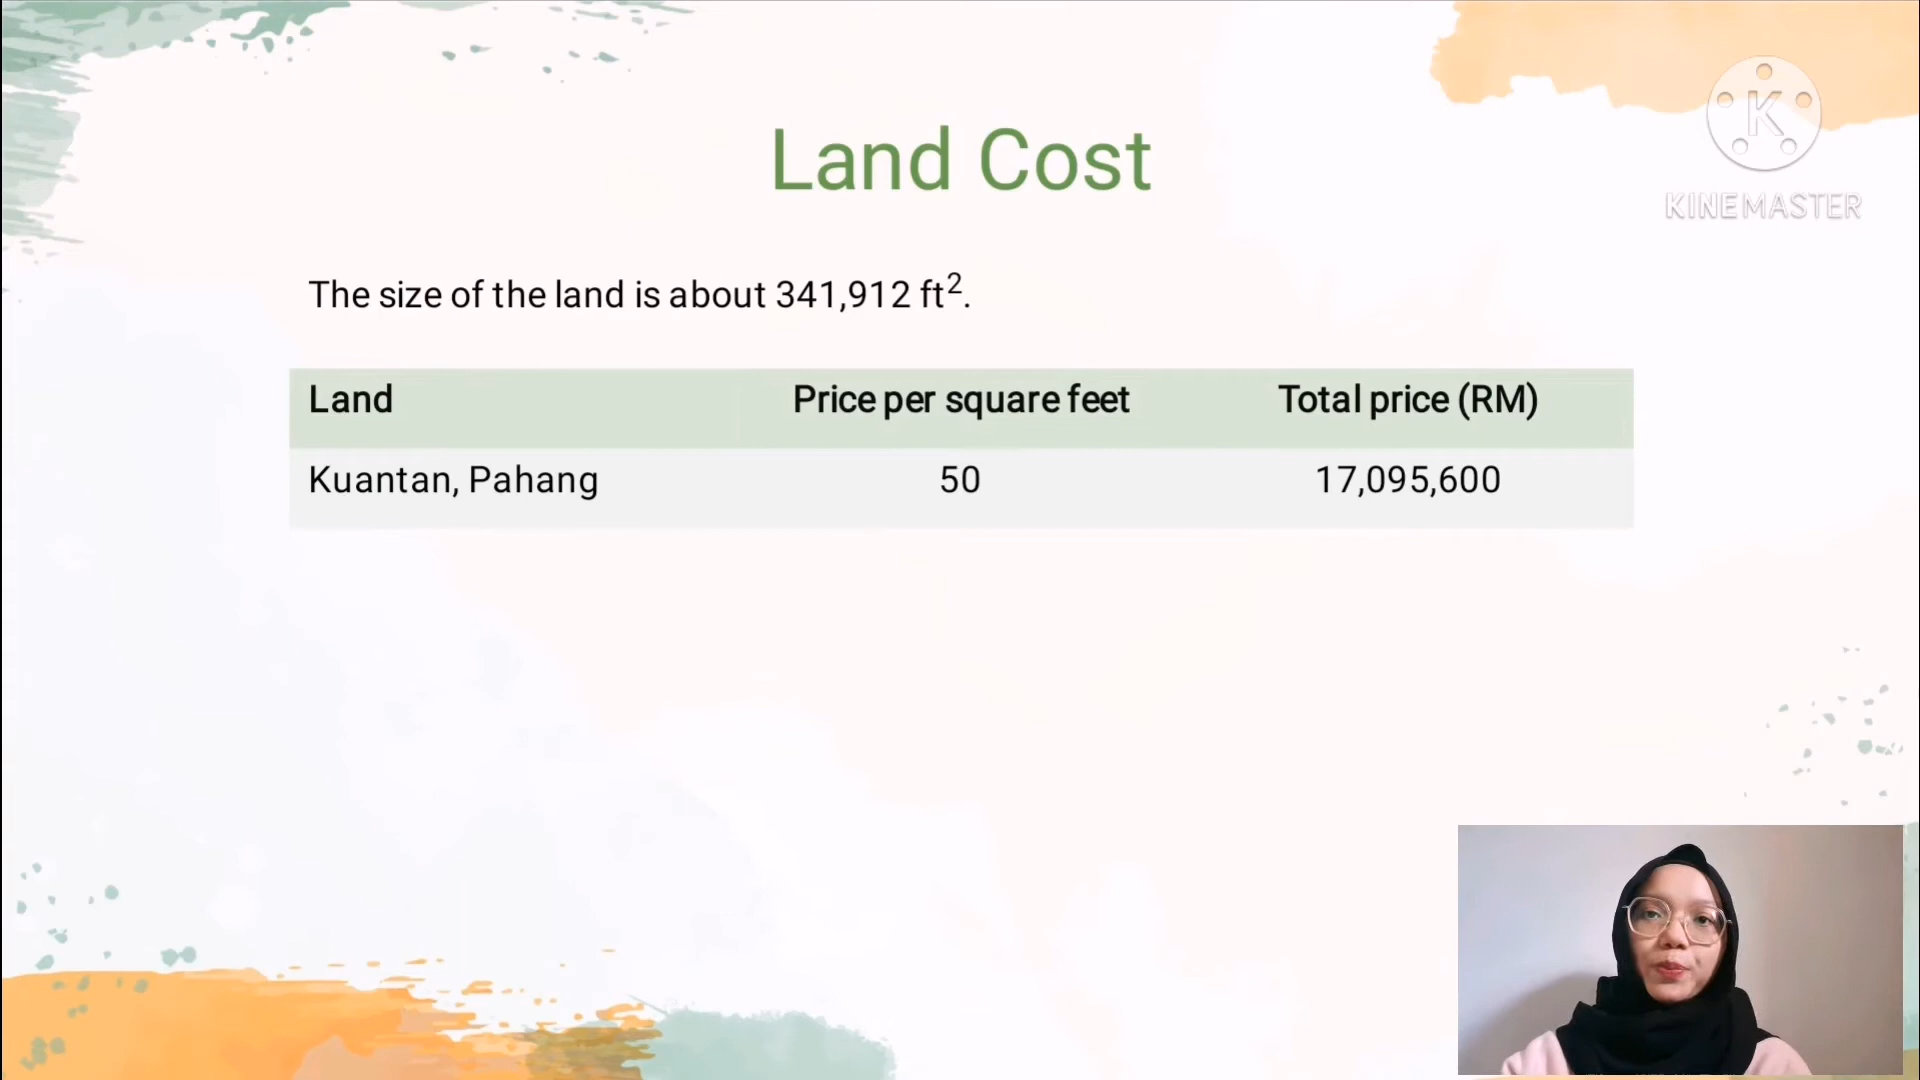 Land Cost
K
KINEMASTER
The size of the land is about 341,912 ft².
Land Price per square feet Total price (RM)
Kuantan, Pahang 50 17,095,600